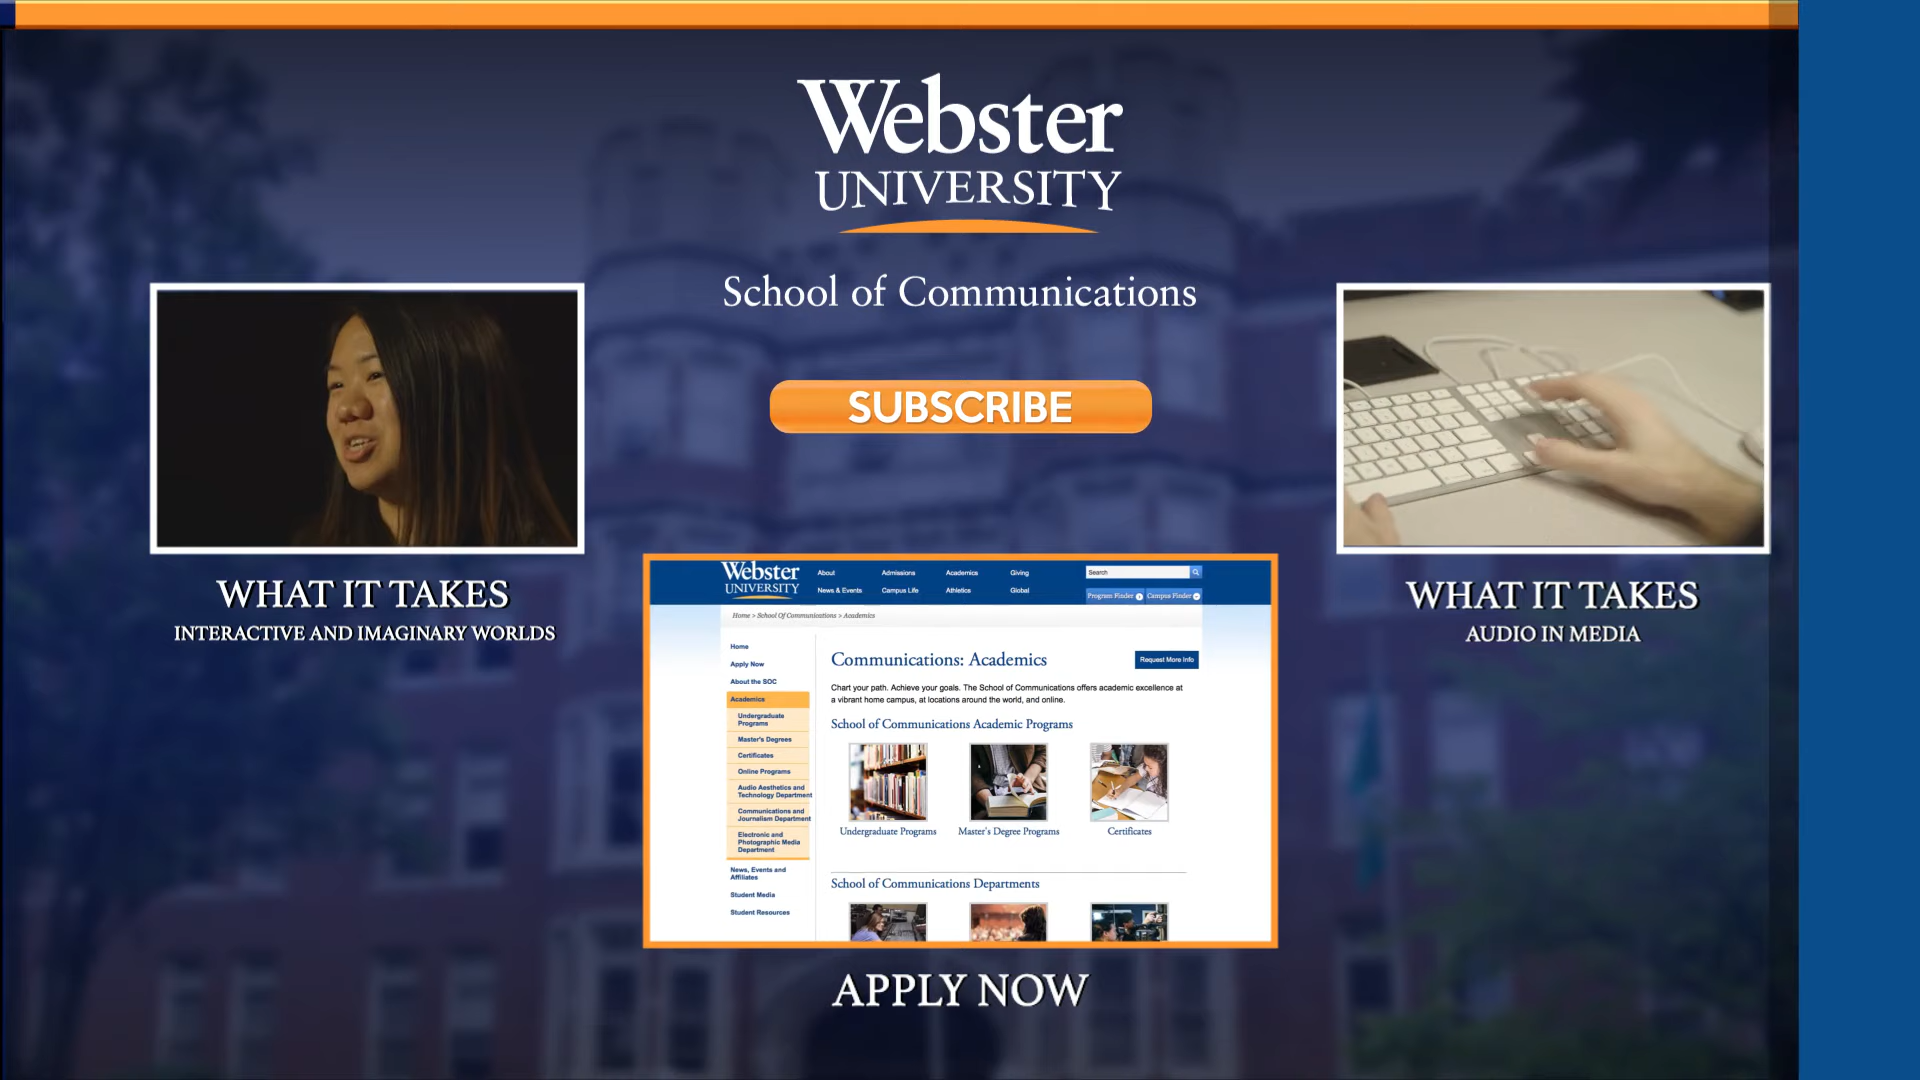 Webster
UNIVERSITY
School of Communications
SUBSCRIBE
WHAT IT TAKES
INTERACTIVE AND IMAGINARY WORLDS
WHAT IT TAKES
AUDIO IN MEDIA
Webster
UNIVERSITY
About Admissions Academics Giving
News & Events Campus Life Athletics Global
Search
Program Finder Campus Finder
Home > School Of Communications > Academics
Home
Apply Now
About the SOC
Academics
Undergraduate
Programs
Master's Degrees
Certificates
Online Programs
Audio Aesthetics and
Technology Department
Communications and
Journalism Department
Electronic and
Photographic Media
Department
News, Events and
Affiliates
Student Media
Student Resources
Communications: Academics
Request More Info
Chart your path. Achieve your goals. The School of Communications offers academic excellence at
a vibrant home campus, at locations around the world, and online.
School of Communications Academic Programs
Undergraduate Programs Master's Degree Programs Certificates
School of Communications Departments
APPLY NOW